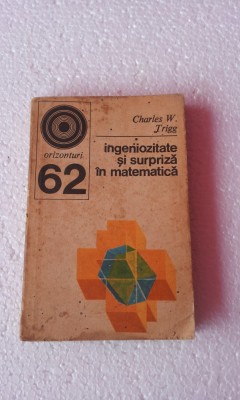 Charles W.
Trigg
orizonturi
62
ingeniozitate
și surpriză
în matematică